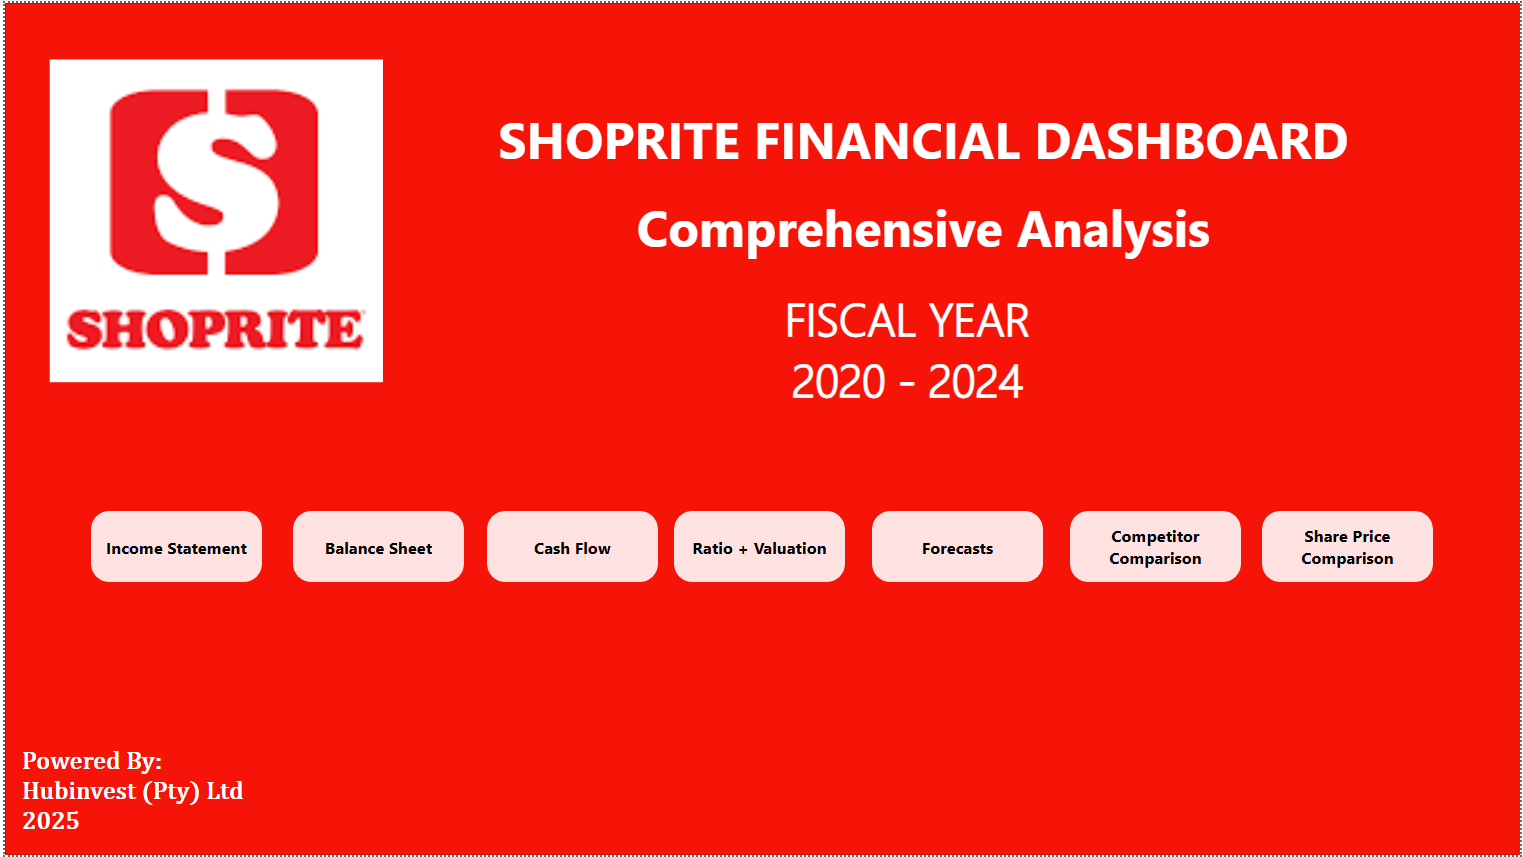 SHOPRITE
SHOPRITE FINANCIAL DASHBOARD
Comprehensive Analysis
FISCAL YEAR
2020 - 2024
Income Statement
Balance Sheet
Cash Flow
Ratio + Valuation
Forecasts
Competitor
Comparison
Share Price
Comparison
Powered By:
Hubinvest (Pty) Ltd
2025